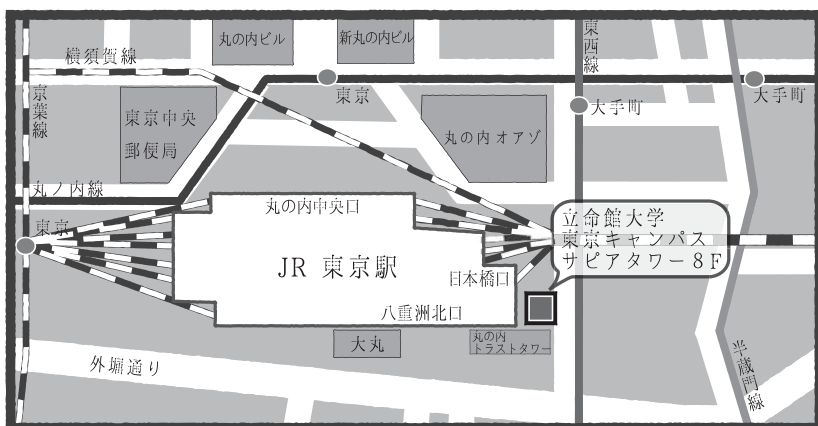 丸の内ビル
新丸の内ビル
東西線
横須賀線
京葉線
東京
大手町
大手町
東京中央
郵便局
丸の内オアゾ
丸ノ内線
丸の内中央口
東京
立命館大学
東京キャンパス
サピアタワー8F
JR 東京駅
日本橋口
八重洲北口
大丸
丸の内
トラストタワー
外堀通り
半蔵門線